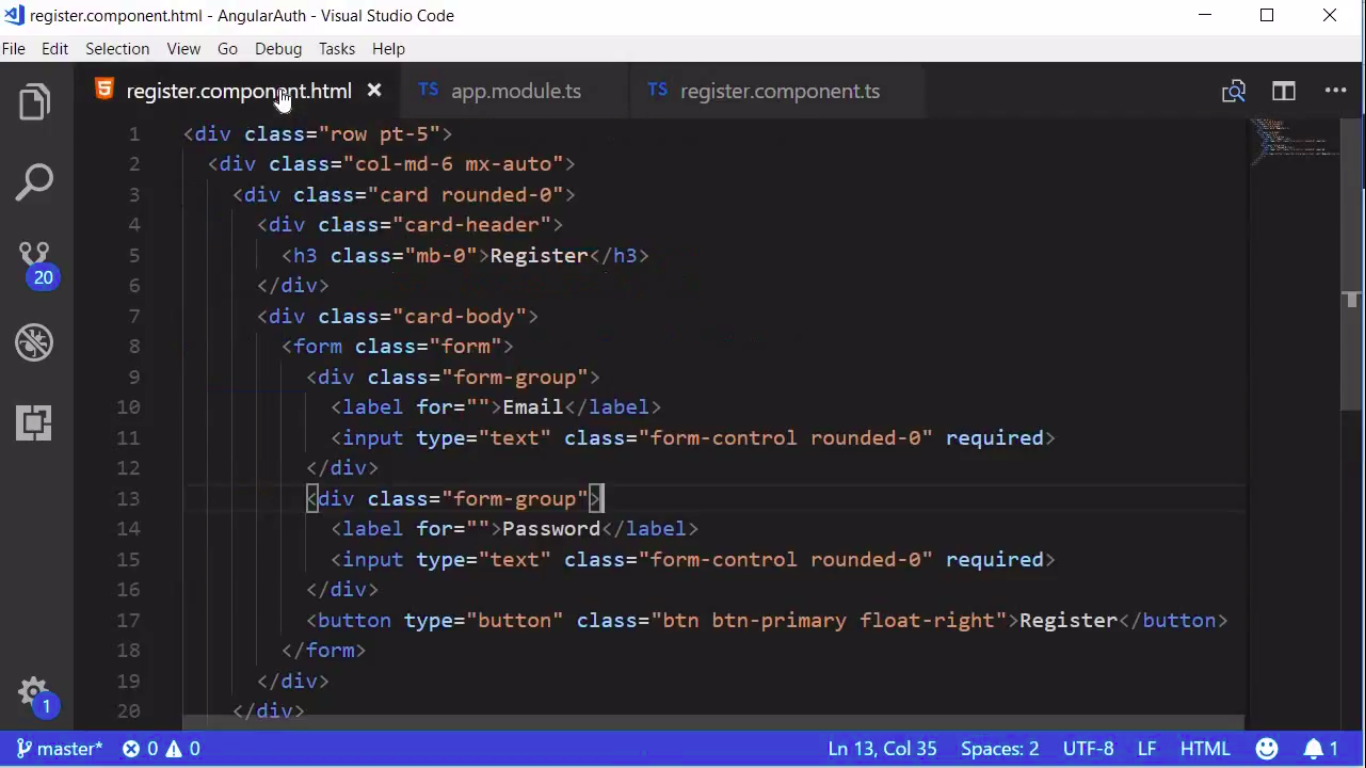 register.component.html - AngularAuth - Visual Studio Code
File Edit Selection View Go Debug Tasks Help
register.component.html TS app.module.ts TS register.component.ts
1 <div class="row pt-5">
2 <div class="col-md-6 mx-auto">
3 <div class="card rounded-0">
4 <div class="card-header">
5 <h3 class="mb-0">Register</h3>
6 </div>
7 <div class="card-body">
8 <form class="form">
9 <div class="form-group">
10 <label for="">Email</label>
11 <input type="text" class="form-control rounded-0" required>
12 </div>
13 <div class="form-group">
14 <label for="">Password</label>
15 <input type="text" class="form-control rounded-0" required>
16 </div>
17 <button type="button" class="btn btn-primary float-right">Register</button>
18 </form>
19 </div>
20 </div>
20
1
master* 0 0 Ln 13, Col 35 Spaces: 2 UTF-8 LF HTML 1